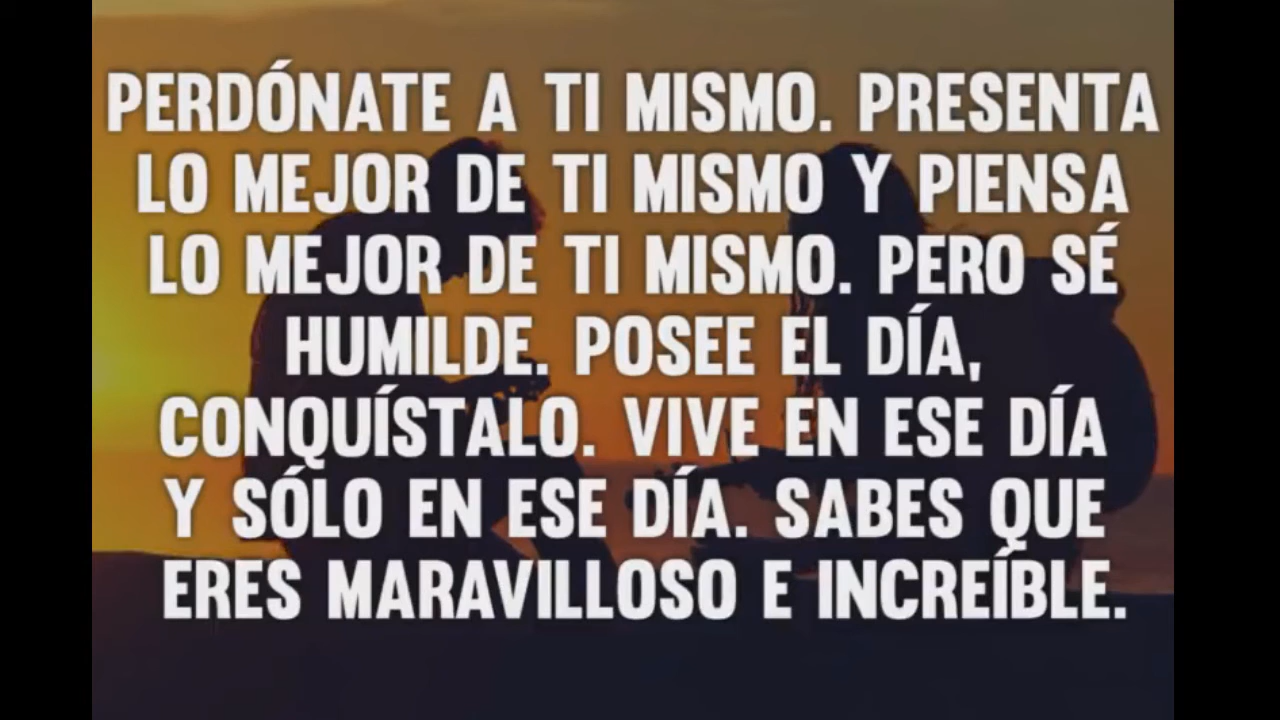 PERDÓNATE A TI MISMO. PRESENTA
LO MEJOR DE TI MISMO Y PIENSA
LO MEJOR DE TI MISMO. PERO SÉ
HUMILDE. POSEE EL DÍA,
CONQUÍSTALO. VIVE EN ESE DÍA
Y SÓLO EN ESE DÍA. SABES QUE
ERES MARAVILLOSO E INCREÍBLE.